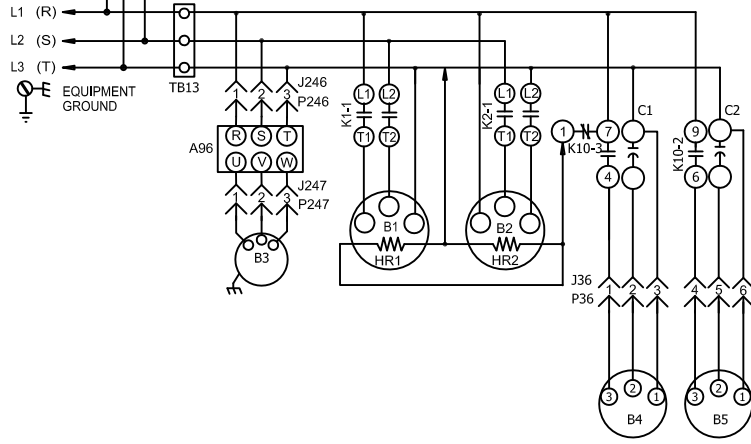 L1 (R)
L2 (S)
L3 (T)
EQUIPMENT
GROUND
TB13
1 2 3
J246
P246
A96
R S T
U V W
1 2 3
J247
P247
B3
L1 L2
K1-1
T1 T2
B1
HR1
L1 L2
K2-1
T1 T2
B2
HR2
1
K10-3
7
C1
4
9
C2
K10-2
6
J36
P36
1 2 3
4 5 6
3 2 1
B4
3 2 1
B5